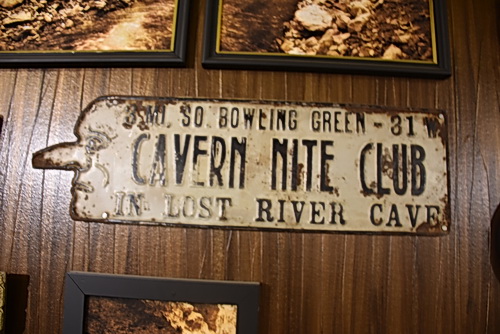 3 MI. SO. BOWLING GREEN - 31 W
CAVERN NITE CLUB
IN LOST RIVER CAVE